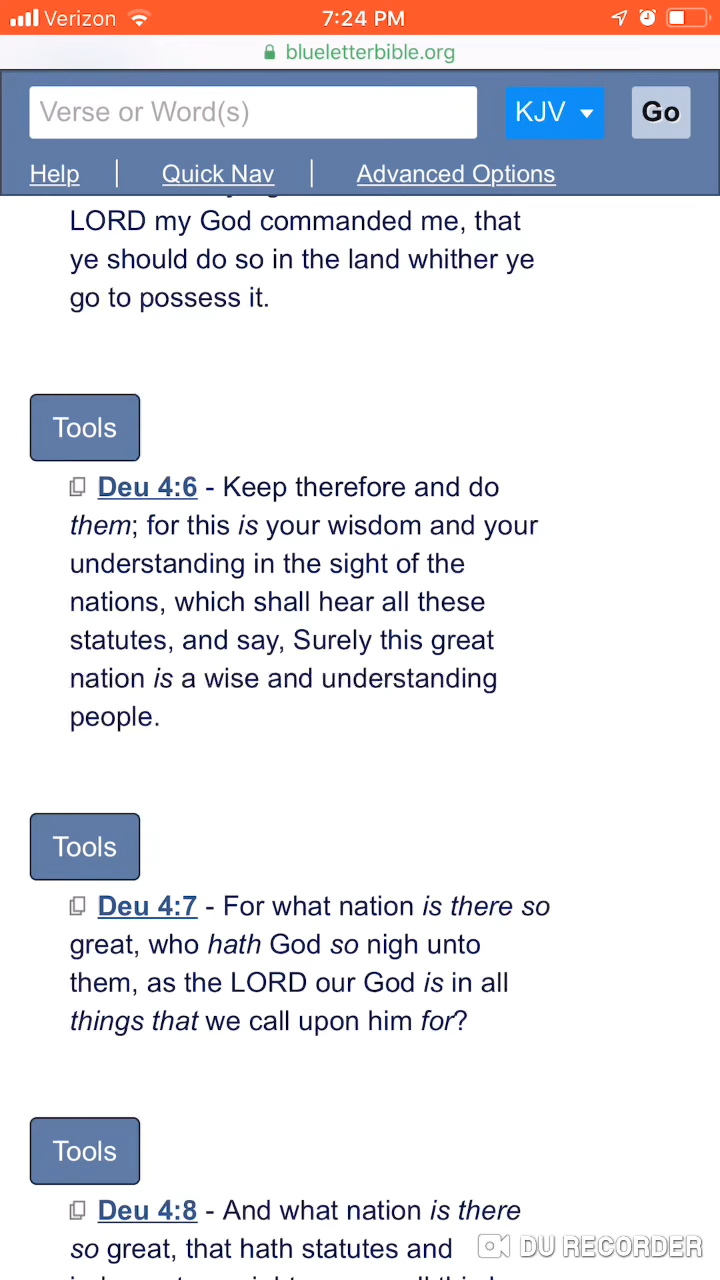 Verizon 7:24 PM
blueletterbible.org
Verse or Word(s) KJV Go
Help | Quick Nav | Advanced Options
LORD my God commanded me, that
ye should do so in the land whither ye
go to possess it.
Tools
Deu 4:6 - Keep therefore and do
them; for this is your wisdom and your
understanding in the sight of the
nations, which shall hear all these
statutes, and say, Surely this great
nation is a wise and understanding
people.
Tools
Deu 4:7 - For what nation is there so
great, who hath God so nigh unto
them, as the LORD our God is in all
things that we call upon him for?
Tools
Deu 4:8 - And what nation is there
so great, that hath statutes and
DU RECORDER